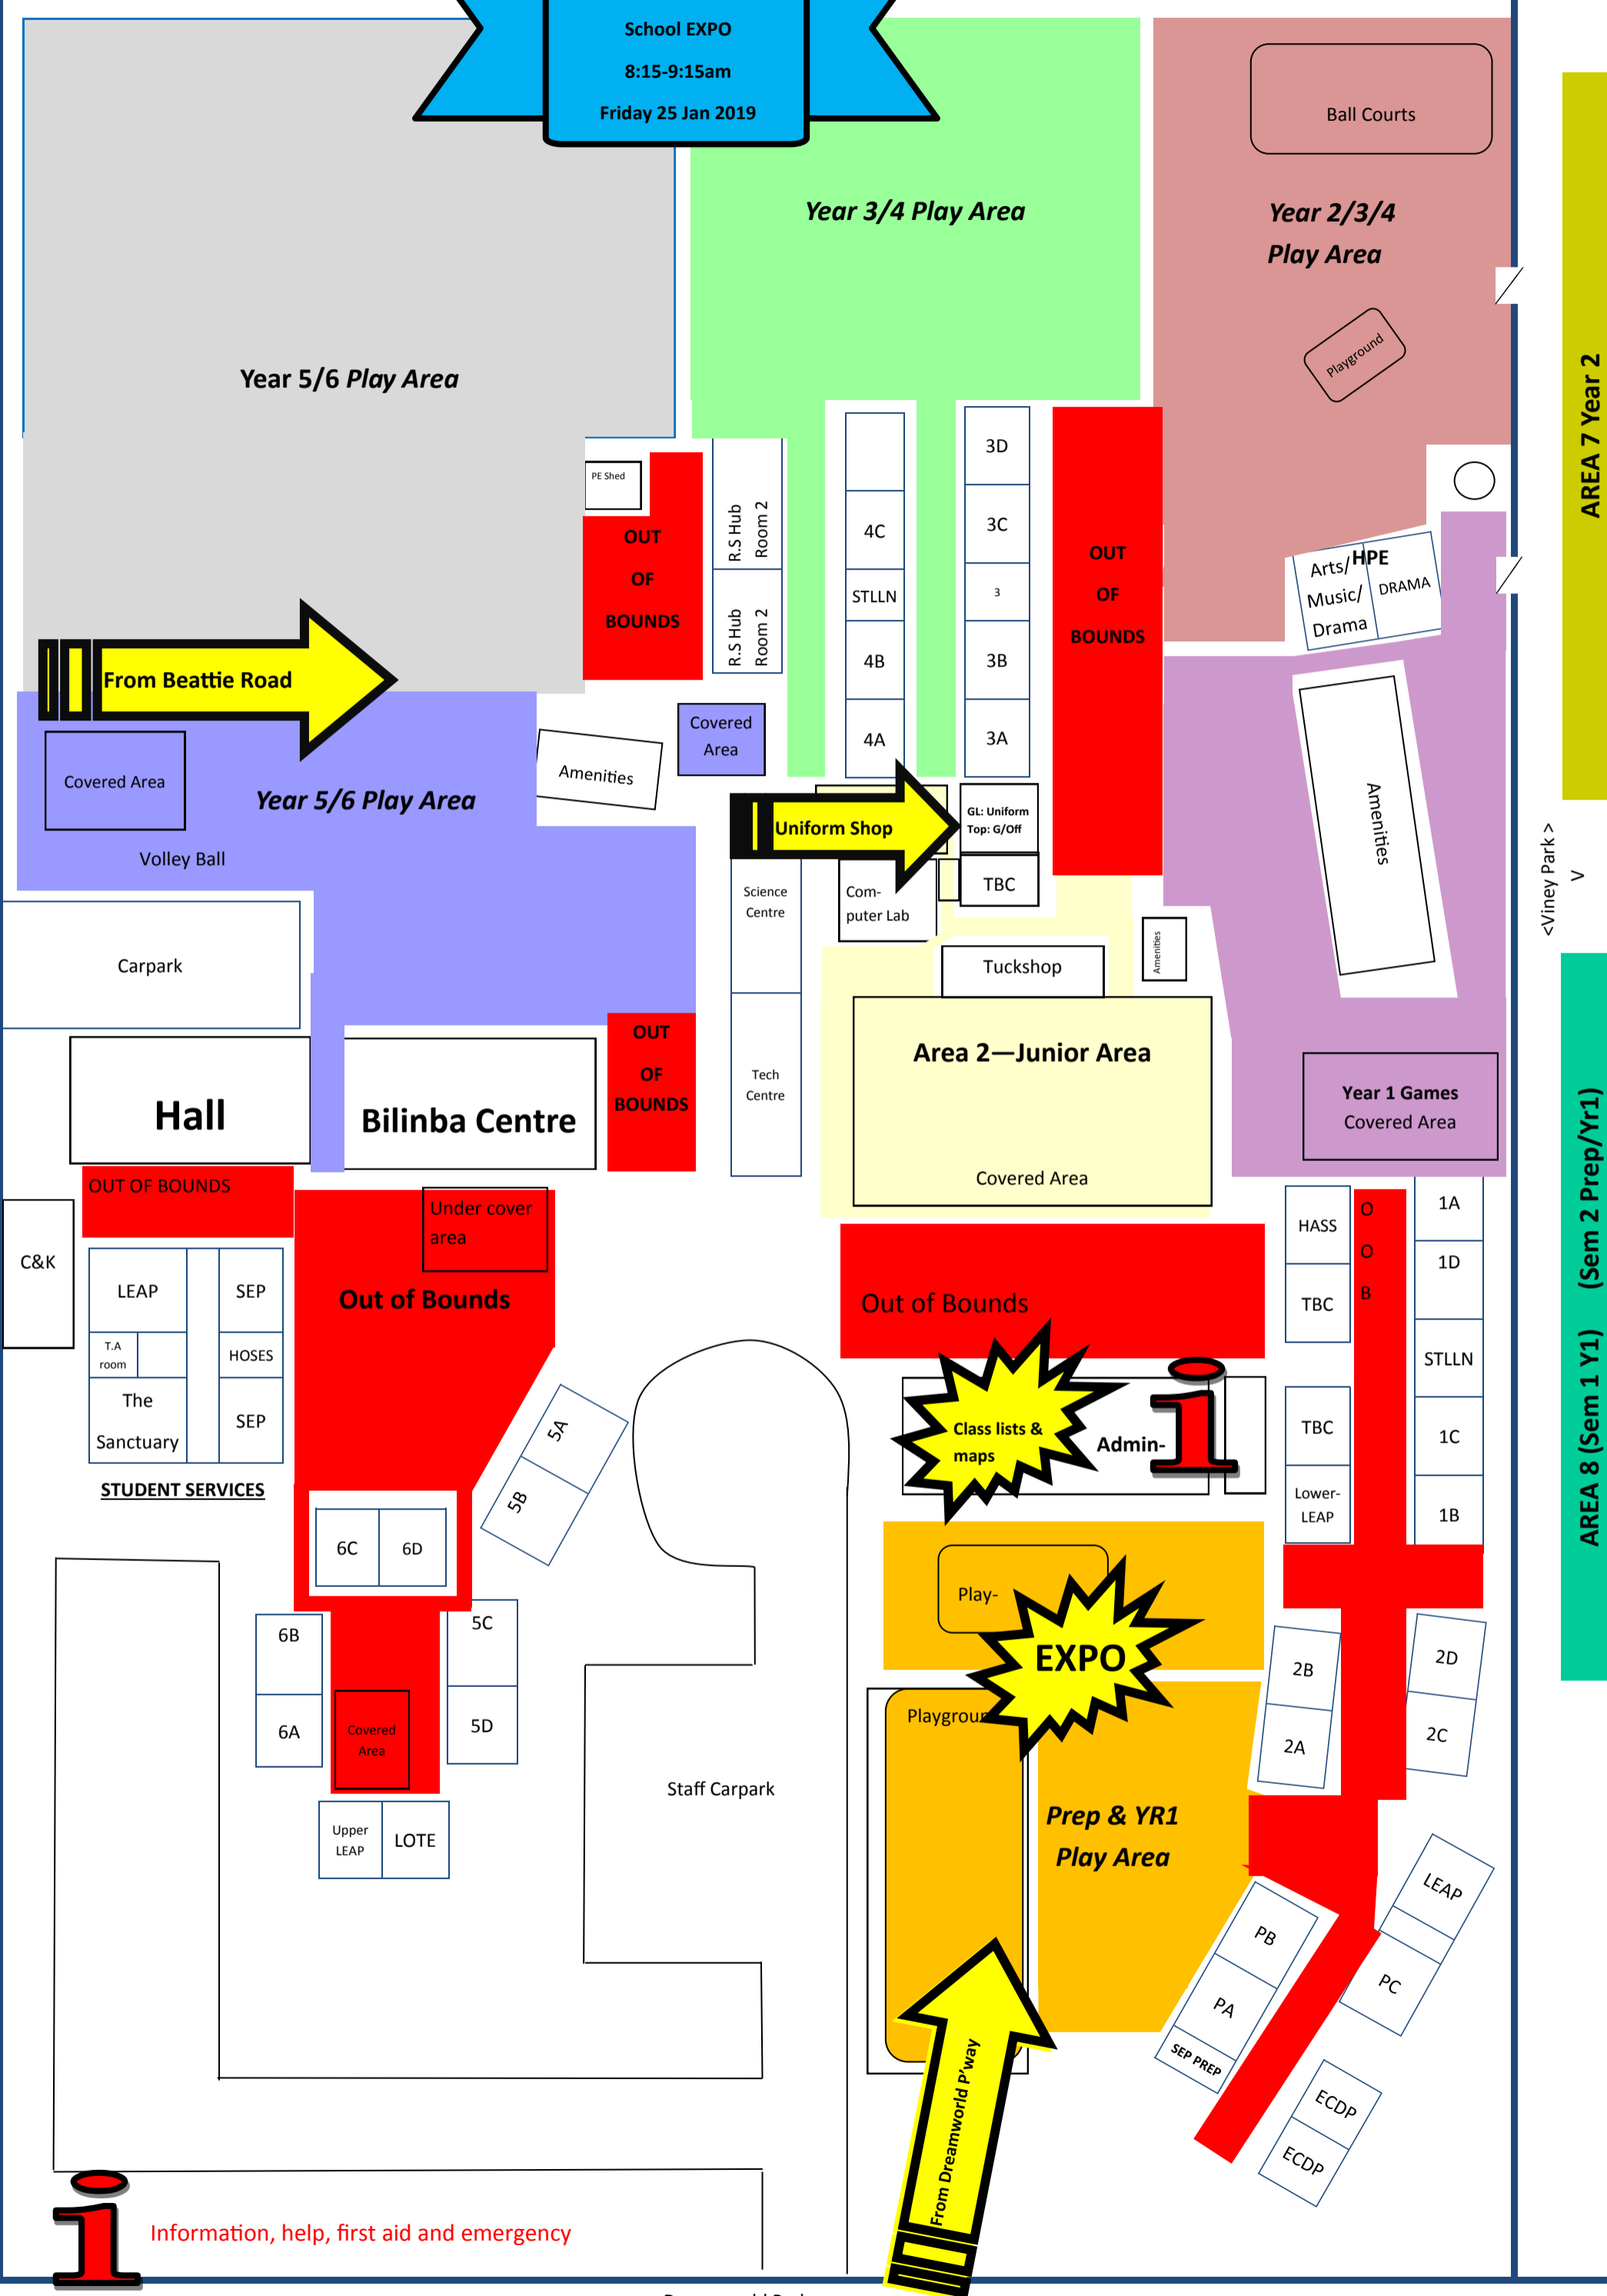 School EXPO
8:15-9:15am
Friday 25 Jan 2019
Ball Courts
Year 3/4 Play Area
Year 2/3/4
Play Area
Playground
Year 5/6 Play Area
AREA 7 Year 2
PE Shed
OUT
OF
BOUNDS
R.S Hub
Room 2
R.S Hub
Room 2
4C
STLLN
4B
4A
3D
3C
3
3B
3A
OUT
OF
BOUNDS
HPE
Arts/
Music/
Drama
DRAMA
From Beattie Road
Covered Area
Year 5/6 Play Area
Volley Ball
Amenities
Covered
Area
Uniform Shop
GL: Uniform
Top: G/Off
TBC
Com-
puter Lab
Science
Centre
Tech
Centre
Amenities
Amenities
<Viney Park >
V
Carpark
Tuckshop
Area 2—Junior Area
Covered Area
Hall
Bilinba Centre
OUT
OF
BOUNDS
Year 1 Games
Covered Area
OUT OF BOUNDS
Under cover
area
Out of Bounds
C&K
LEAP
SEP
T.A
room
HOSES
The
Sanctuary
SEP
STUDENT SERVICES
Out of Bounds
HASS
TBC
TBC
Lower-
LEAP
O
O
B
1A
1D
STLLN
1C
1B
AREA 8 (Sem 1 Y1) (Sem 2 Prep/Yr1)
Class lists &
maps
Admin-
i
5A
5B
6C
6D
6B
6A
5C
5D
Covered
Area
Upper
LEAP
LOTE
Staff Carpark
Play-
EXPO
Playgroun
Prep & YR1
Play Area
2B
2A
2D
2C
LEAP
PC
PB
PA
SEP PREP
ECDP
ECDP
From Dreamworld P'way
i
Information, help, first aid and emergency